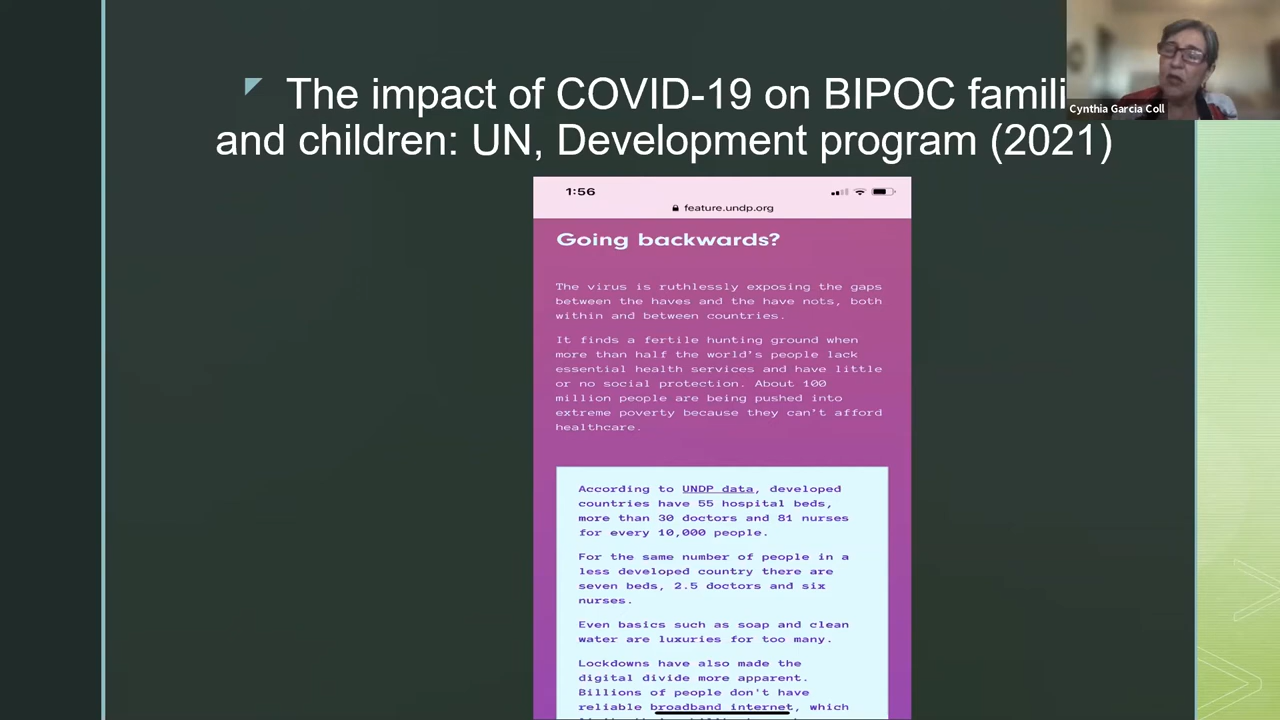 The impact of COVID-19 on BIPOC famili
and children: UN, Development program (2021)
Cynthia Garcia Coll
1:56
feature.undp.org
Going backwards?
The virus is ruthlessly exposing the gaps
between the haves and the have nots, both
within and between countries.
It finds a fertile hunting ground when
more than half the world's people lack
essential health services and have little
or no social protection. About 100
million people are being pushed into
extreme poverty because they can't afford
healthcare.
According to UNDP data, developed
countries have 55 hospital beds,
more than 30 doctors and 81 nurses
for every 10,000 people.
For the same number of people in a
less developed country there are
seven beds, 2.5 doctors and six
nurses.
Even basics such as soap and clean
water are luxuries for too many.
Lockdowns have also made the
digital divide more apparent.
Billions of people don't have
reliable broadband internet, which